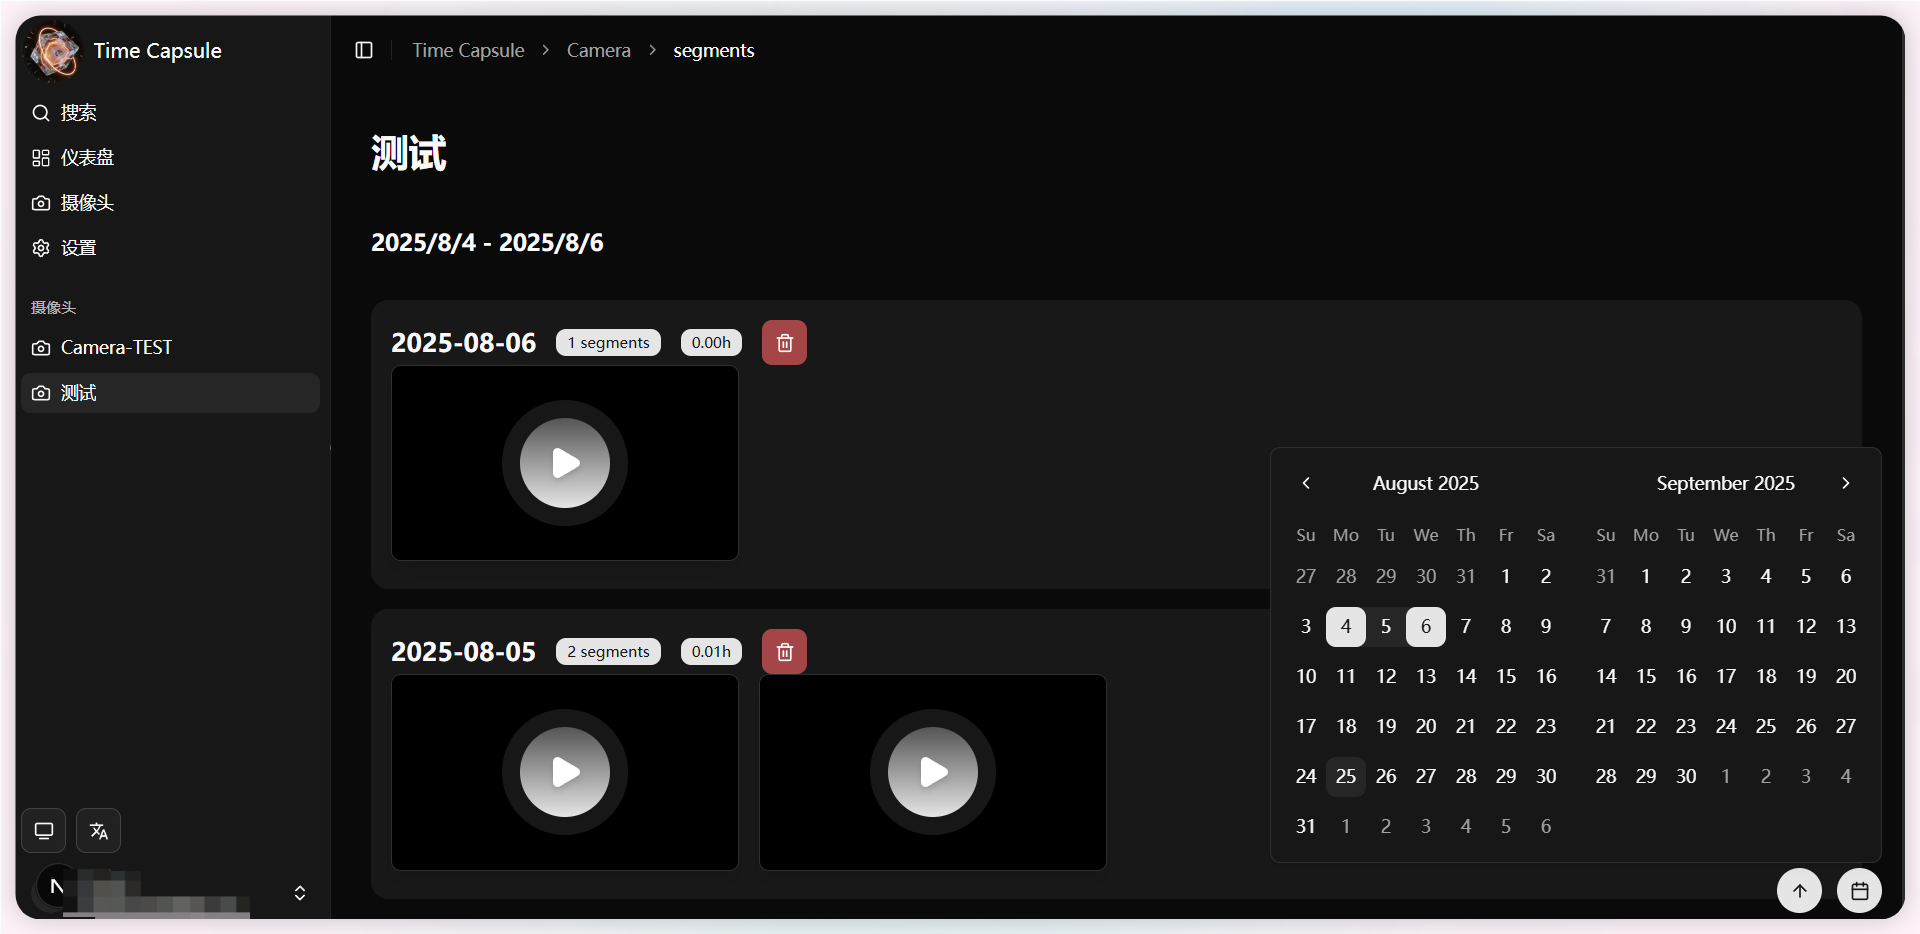 Time Capsule
搜索
仪表盘
摄像头
设置
摄像头
Camera-TEST
测试
N
Time Capsule > Camera > segments
测试
2025/8/4 - 2025/8/6
2025-08-06 1 segments 0.00h
2025-08-05 2 segments 0.01h
August 2025
Su Mo Tu We Th Fr Sa
27 28 29 30 31 1 2
3 4 5 6 7 8 9
10 11 12 13 14 15 16
17 18 19 20 21 22 23
24 25 26 27 28 29 30
31 1 2 3 4 5 6
September 2025
Su Mo Tu We Th Fr Sa
31 1 2 3 4 5 6
7 8 9 10 11 12 13
14 15 16 17 18 19 20
21 22 23 24 25 26 27
28 29 30 1 2 3 4